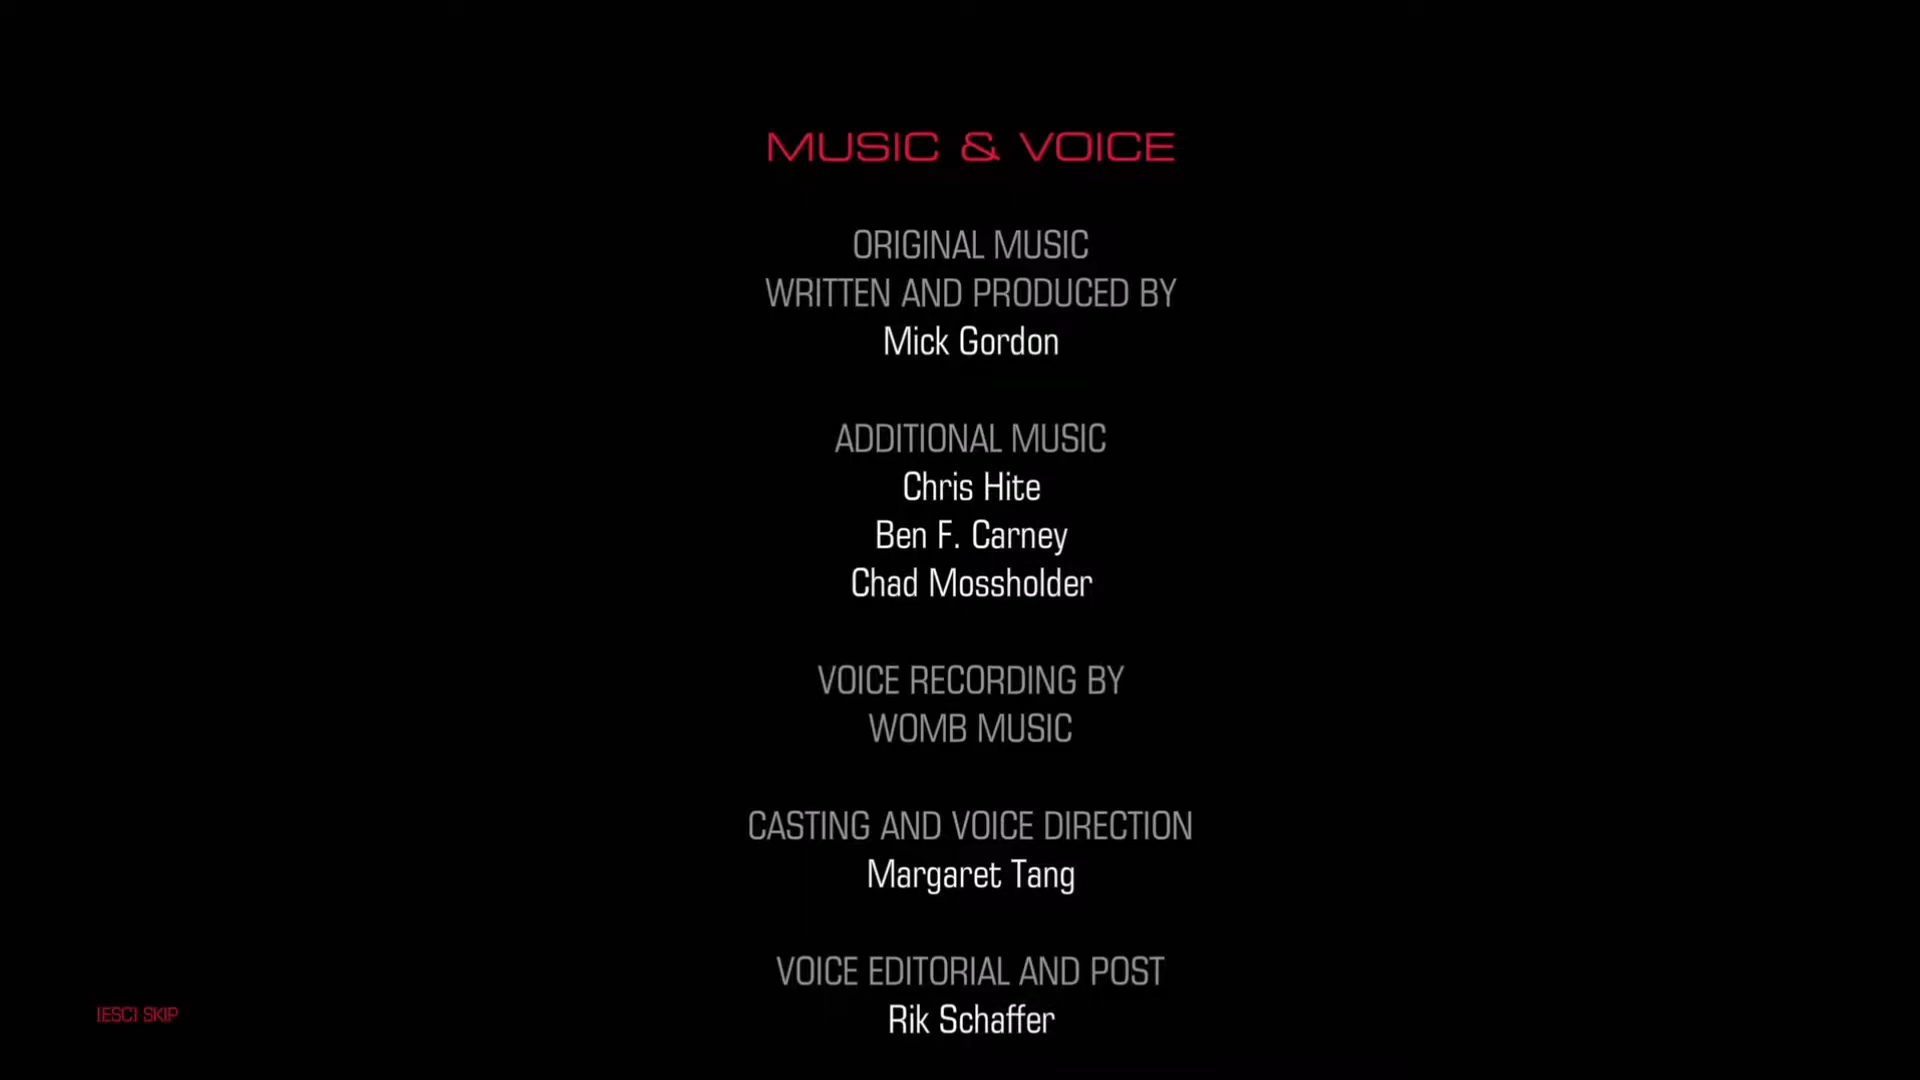 MUSIC & VOICE
ORIGINAL MUSIC
WRITTEN AND PRODUCED BY
Mick Gordon
ADDITIONAL MUSIC
Chris Hite
Ben F. Carney
Chad Mossholder
VOICE RECORDING BY
WOMB MUSIC
CASTING AND VOICE DIRECTION
Margaret Tang
VOICE EDITORIAL AND POST
Rik Schaffer
[ESC] SKIP